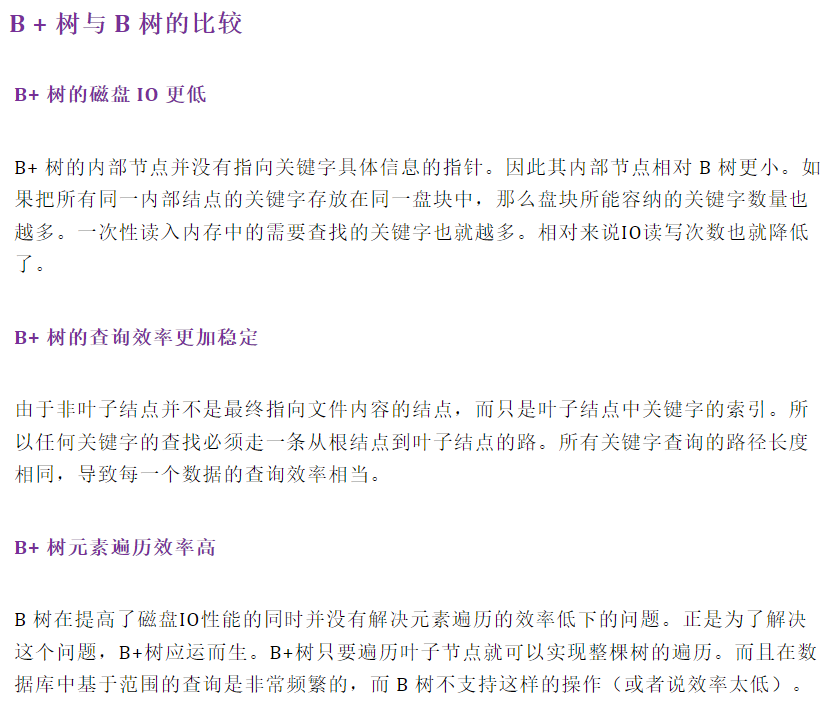 B + 树与 B 树的比较
B+ 树的磁盘 IO 更低
B+ 树的内部节点并没有指向关键字具体信息的指针。因此其内部节点相对 B 树更小。如
果把所有同一内部结点的关键字存放在同一盘块中，那么盘块所能容纳的关键字数量也
越多。一次性读入内存中的需要查找的关键字也就越多。相对来说IO读写次数也就降低
了。
B+ 树的查询效率更加稳定
由于非叶子结点并不是最终指向文件内容的结点，而只是叶子结点中关键字的索引。所
以任何关键字的查找必须走一条从根结点到叶子结点的路。所有关键字查询的路径长度
相同，导致每一个数据的查询效率相当。
B+ 树元素遍历效率高
B 树在提高了磁盘IO性能的同时并没有解决元素遍历的效率低下的问题。正是为了解决
这个问题，B+树应运而生。B+树只要遍历叶子节点就可以实现整棵树的遍历。而且在数
据库中基于范围的查询是非常频繁的，而 B 树不支持这样的操作（或者说效率太低）。